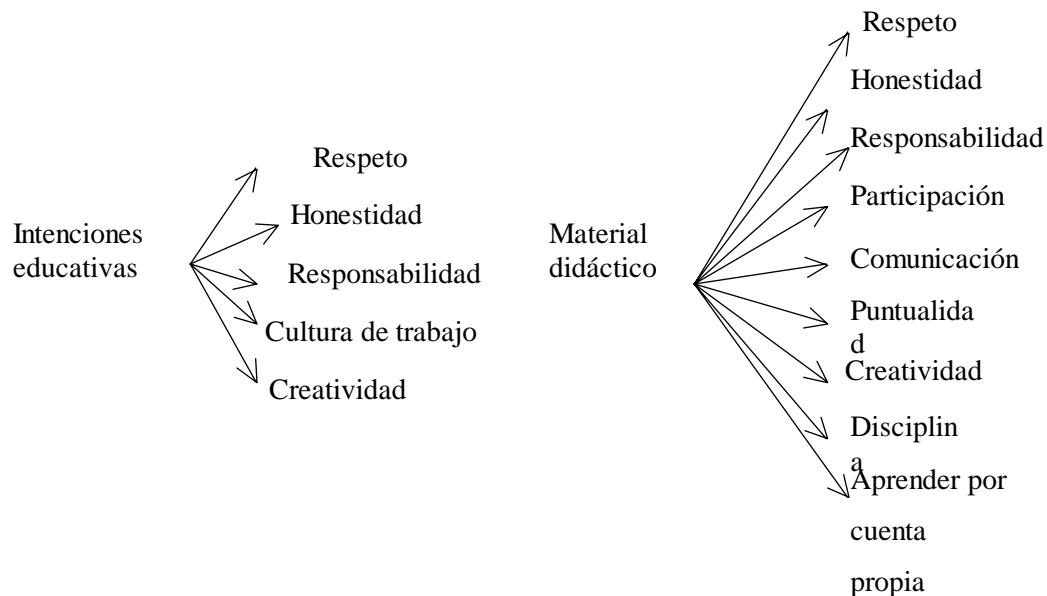 Intenciones
educativas
Respeto
Honestidad
Responsabilidad
Cultura de trabajo
Creatividad
Material
didáctico
Respeto
Honestidad
Responsabilidad
Participación
Comunicación
Puntualida
d
Creatividad
Disciplin
a
Aprender por
cuenta
propia